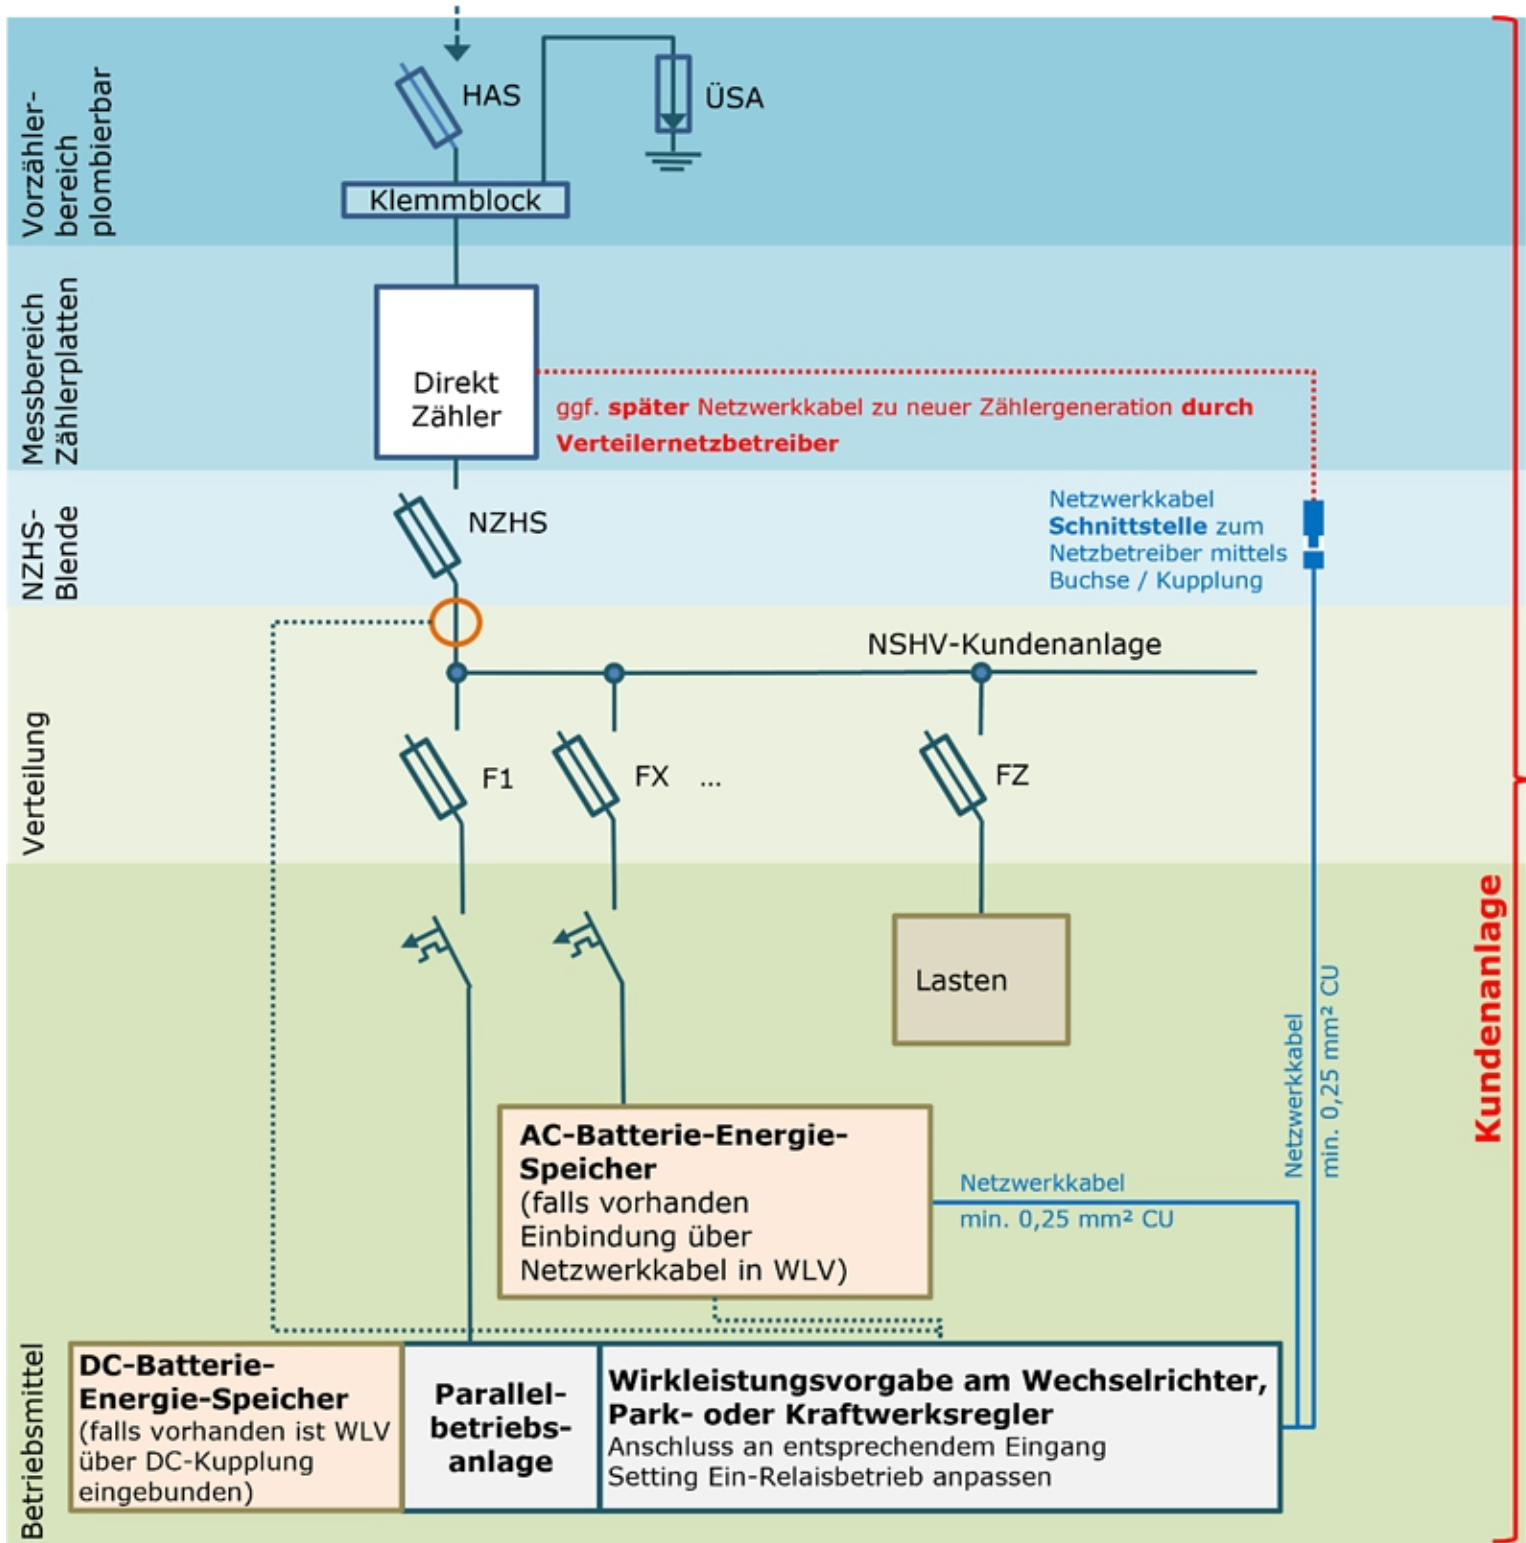 Vorzähler-
bereich
plombierbar
HAS
ÜSA
Klemmblock
Messbereich
Zählerplatten
Direkt
Zähler
ggf. später Netzwerkkabel zu neuer Zählergeneration durch
Verteilernetzbetreiber
NZHS-
Blende
NZHS
Netzwerkkabel
Schnittstelle zum
Netzbetreiber mittels
Buchse / Kupplung
Verteilung
NSHV-Kundenanlage
F1
FX ...
FZ
Kundenanlage
Lasten
Netzwerkkabel
min. 0,25 mm² CU
AC-Batterie-Energie-
Speicher
(falls vorhanden
Einbindung über
Netzwerkkabel in WLV)
Netzwerkkabel
min. 0,25 mm² CU
Betriebsmittel
DC-Batterie-
Energie-Speicher
(falls vorhanden ist WLV
über DC-Kupplung
eingebunden)
Parallel-
betriebs-
anlage
Wirkleistungsvorgabe am Wechselrichter,
Park- oder Kraftwerksregler
Anschluss an entsprechendem Eingang
Setting Ein-Relaisbetrieb anpassen